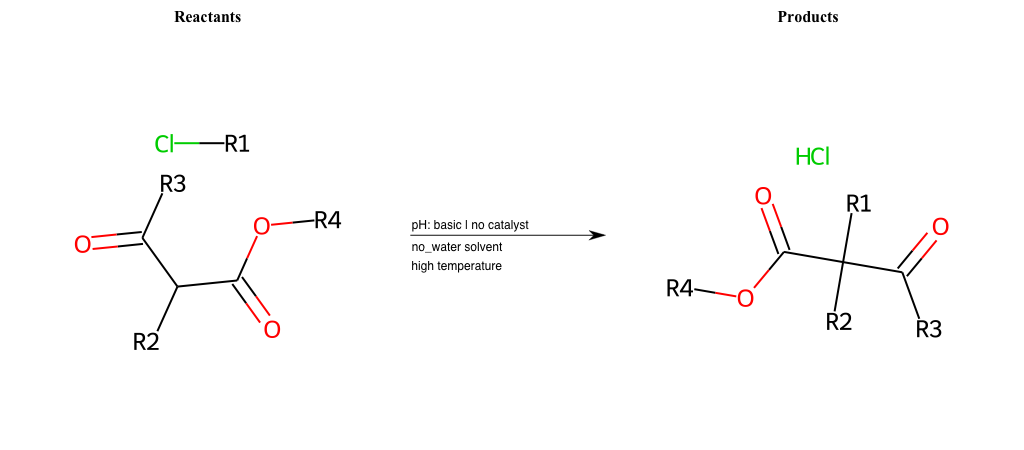 Reactants
Products
Cl R1
R3
O
O R4
R2
O
pH: basic | no catalyst
no_water solvent
high temperature
HCl
O
R1
O
R4 O
R2
R3